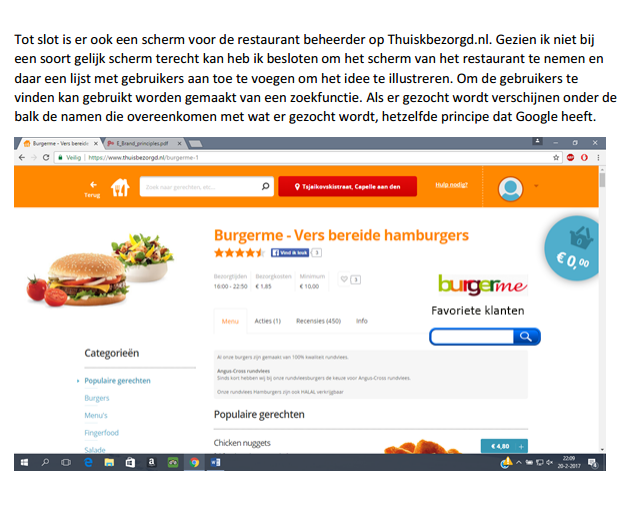 Tot slot is er ook een scherm voor de restaurant beheerder op Thuiskbezorgd.nl. Gezien ik niet bij
een soort gelijk scherm terecht kan heb ik besloten om het scherm van het restaurant te nemen en
daar een lijst met gebruikers aan toe te voegen om het idee te illustreren. Om de gebruikers te
vinden kan gebruikt worden gemaakt van een zoekfunctie. Als er gezocht wordt verschijnen onder de
balk de namen die overeenkomen met wat er gezocht wordt, hetzelfde principe dat Google heeft.
Burgerme - Vers bereide E_Brand_principles.pdf
Veilig https://www.thuisbezorgd.nl/burgerme-1
Terug Zoek naar gerechten, etc... Tsjaikovskistraat, Capelle aan den Hulp nodig?
Burgerme - Vers bereide hamburgers
Vind ik leuk 3
€ 0,00
Bezorgtijden Bezorgkosten Minimum
16:00 - 22:50 € 1,85 € 10,00 3
burgerme
Favoriete klanten
Menu Acties (1) Recensies (450) Info
Categorieën
Al onze burgers zijn gemaakt van 100% kwaliteit rundvlees.
Angus-Cross rundvlees
Sinds kort hebben wij bij onze rundvleesburgers de keuze voor Angus-Cross rundvlees.
Onze rundvlees Hamburgers zijn ook HALAL verkrijgbaar
Populaire gerechten
Burgers
Menu's
Fingerfood
Salade
Populaire gerechten
Chicken nuggets
€ 4,80 +
22:09
20-2-2017